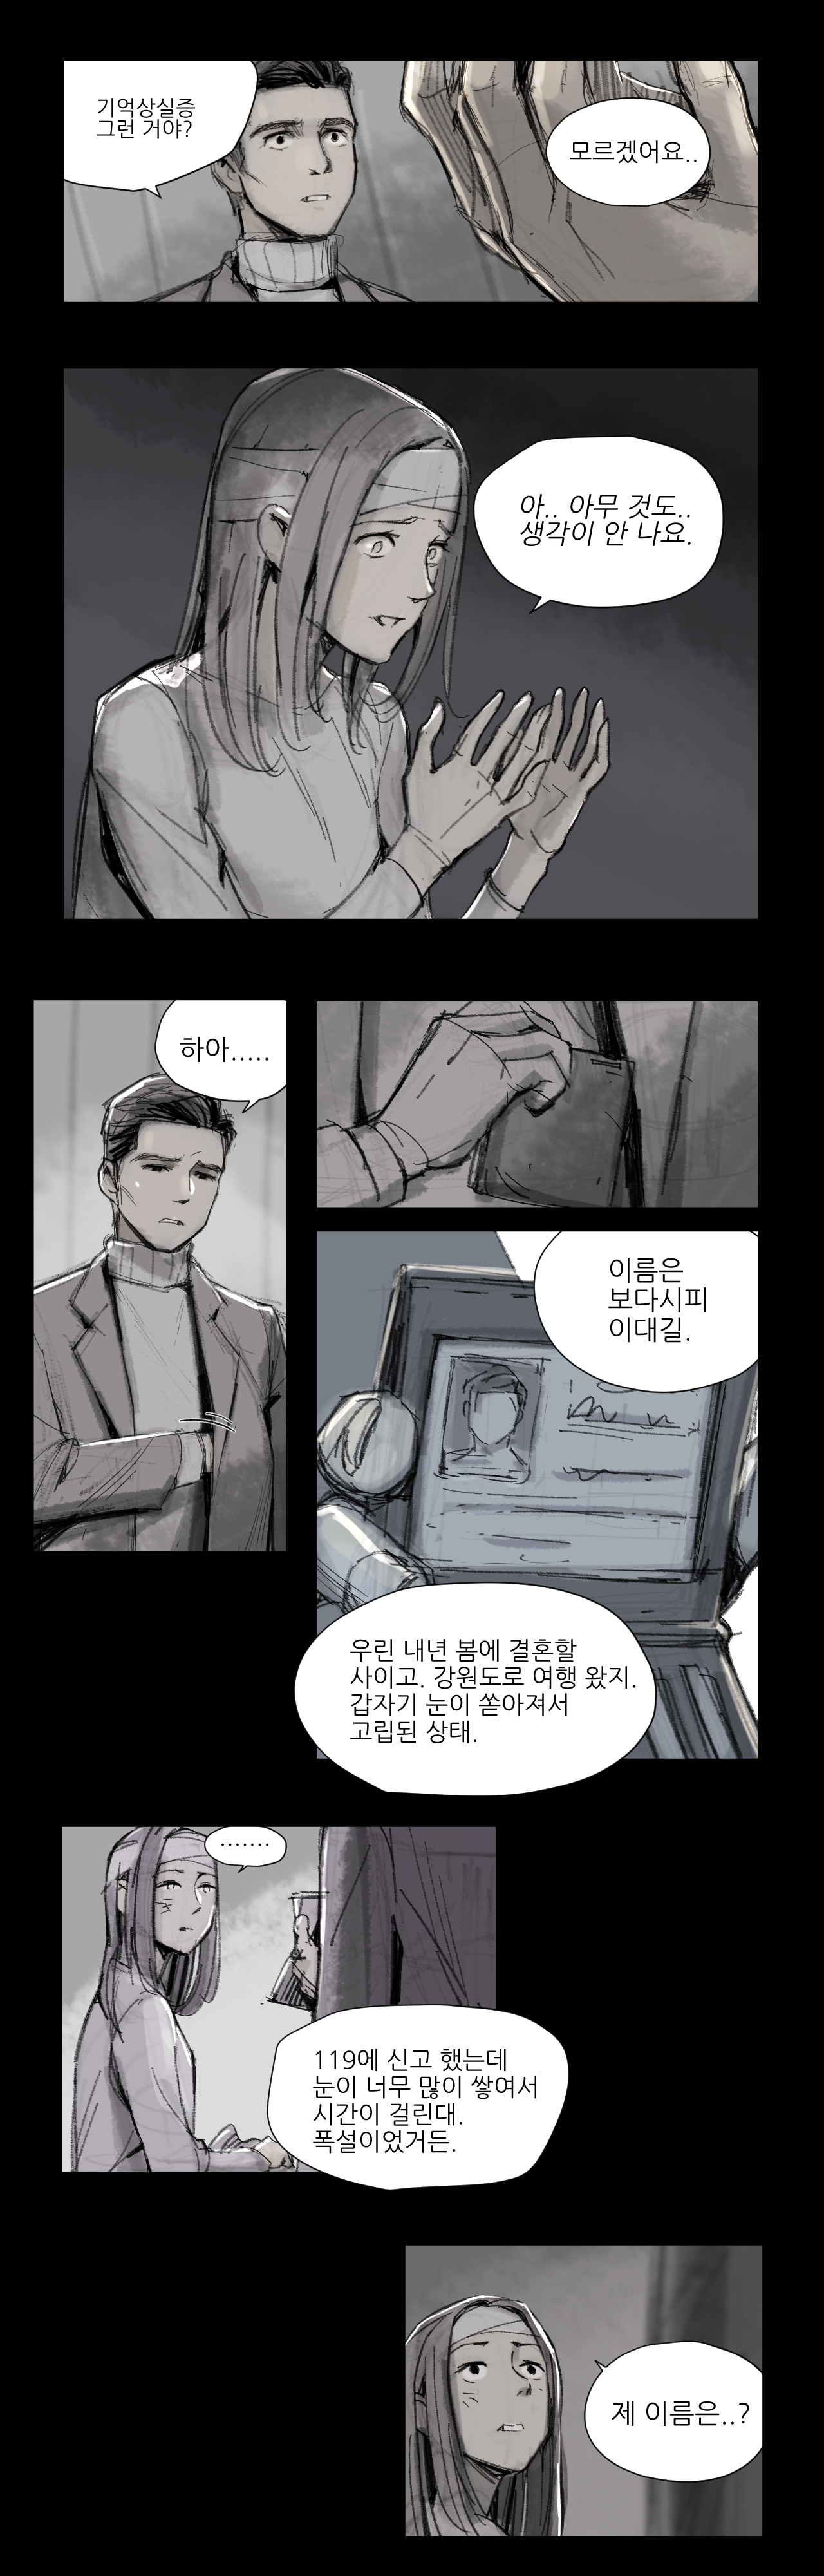 기억상실증
그런 거야?
모르겠어요..
아.. 아무 것도..
생각이 안 나요.
하아.....
이름은
보다시피
이대길.
우린 내년 봄에 결혼할
사이고. 강원도로 여행 왔지.
갑자기 눈이 쏟아져서
고립된 상태.
.......
119에 신고 했는데
눈이 너무 많이 쌓여서
시간이 걸린대.
폭설이었거든.
제 이름은..?